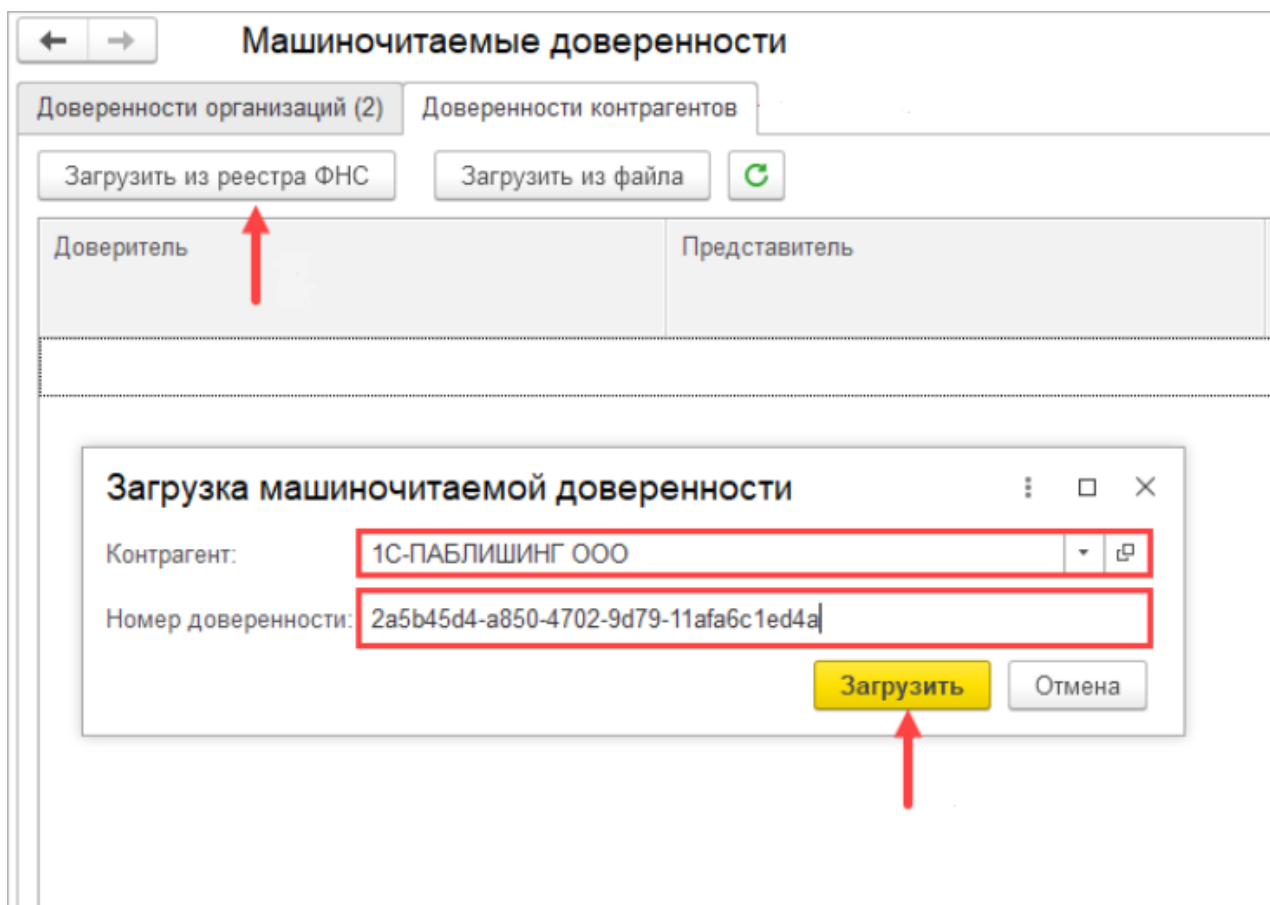 Машиночитаемые доверенности
Доверенности организаций (2) Доверенности контрагентов
Загрузить из реестра ФНС Загрузить из файла
Доверитель Представитель
Загрузка машиночитаемой доверенности
Контрагент: 1С-ПАБЛИШИНГ ООО
Номер доверенности: 2a5b45d4-a850-4702-9d79-11afa6c1ed4a
Загрузить Отмена